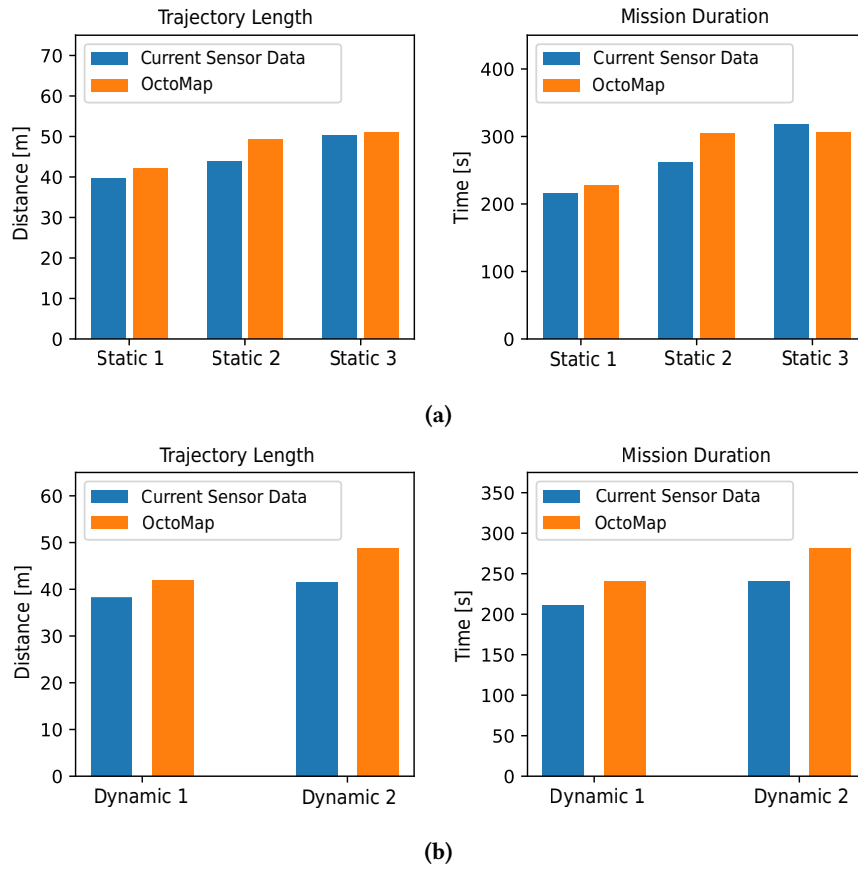 Trajectory Length
Distance [m]
70
60
50
40
30
20
10
0
Current Sensor Data
OctoMap
Static 1 Static 2 Static 3
Mission Duration
Time [s]
400
300
200
100
0
Current Sensor Data
OctoMap
Static 1 Static 2 Static 3
(a)
Trajectory Length
Distance [m]
60
50
40
30
20
10
0
Current Sensor Data
OctoMap
Dynamic 1 Dynamic 2
Mission Duration
Time [s]
350
300
250
200
150
100
50
0
Current Sensor Data
OctoMap
Dynamic 1 Dynamic 2
(b)